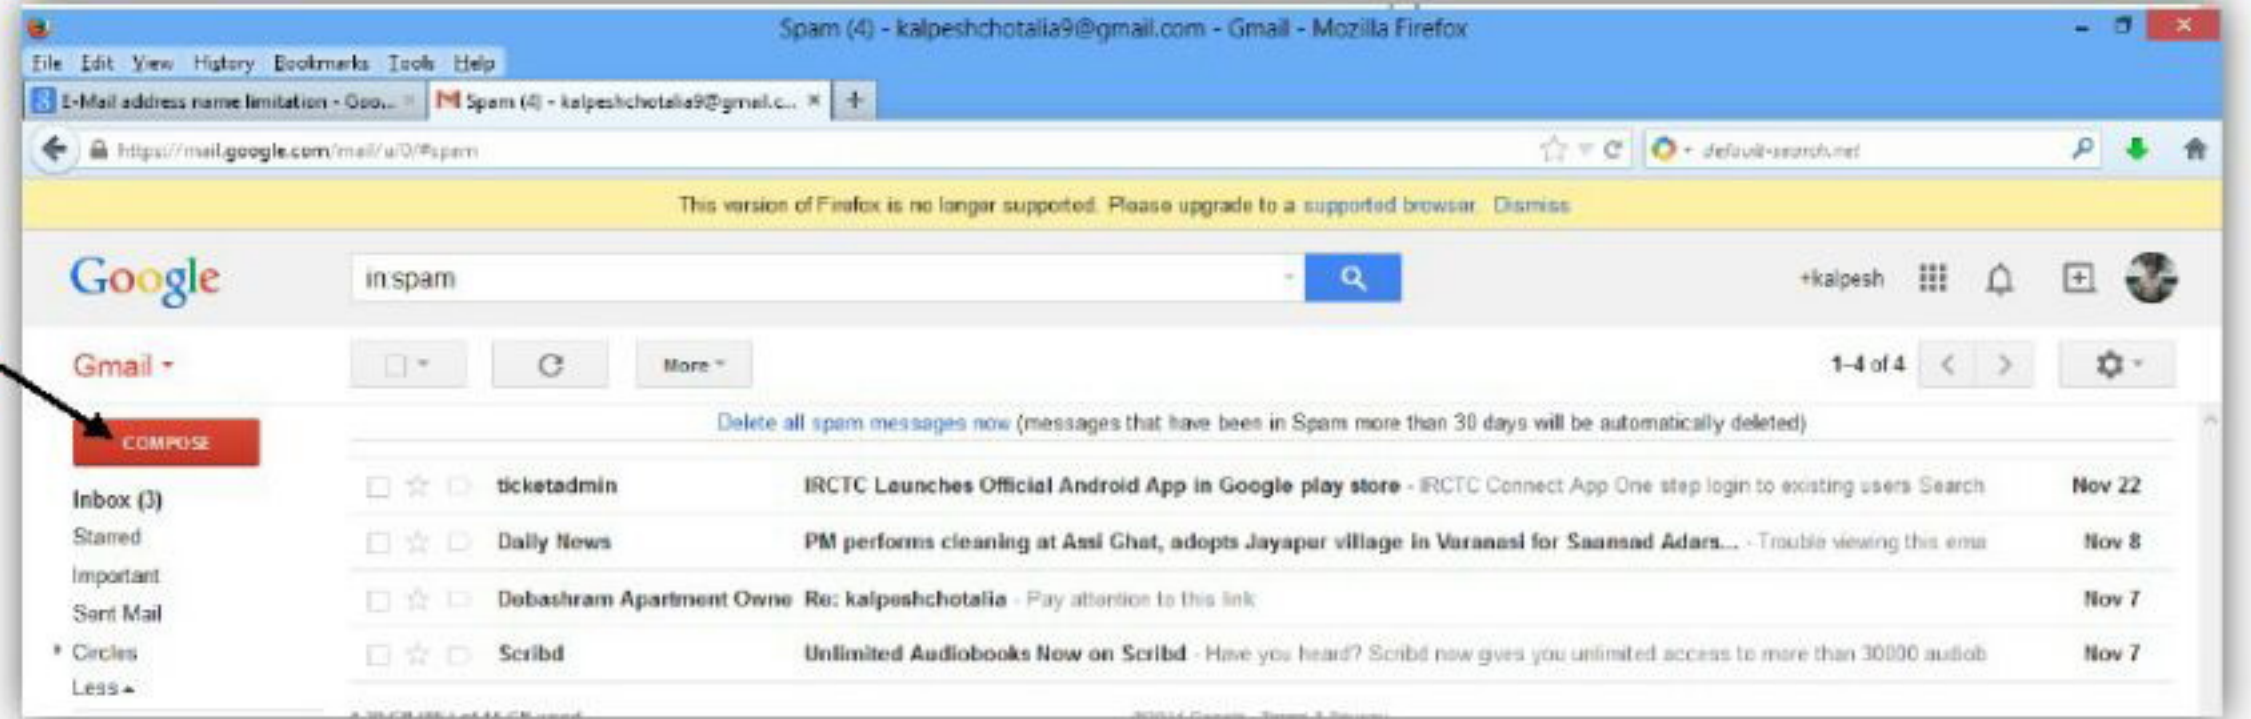 Spam (4) - kalpeshchotalia9@gmail.com - Gmail - Mozilla Firefox
File Edit View History Bookmarks Tools Help
E-Mail address name limitation - Goo... × Spam (4) - kalpeshchotalia9@gmail.c... × +
https://mail.google.com/mail/u/0/#spam default-search.net
This version of Firefox is no longer supported. Please upgrade to a supported browser. Dismiss
Google in:spam +kalpesh
Gmail More 1–4 of 4
Delete all spam messages now (messages that have been in Spam more than 30 days will be automatically deleted)
COMPOSE
Inbox (3)
Starred
Important
Sent Mail
Circles
Less
ticketadmin IRCTC Launches Official Android App in Google play store - IRCTC Connect App One step login to existing users Search Nov 22
Daily News PM performs cleaning at Assi Ghat, adopts Jayapur village in Varanasi for Saansad Adars... - Trouble viewing this ema Nov 8
Debashram Apartment Owne Re: kalpeshchotalia - Pay attention to this link Nov 7
Scribd Unlimited Audiobooks Now on Scribd - Have you heard? Scribd now gives you unlimited access to more than 30000 audiob Nov 7